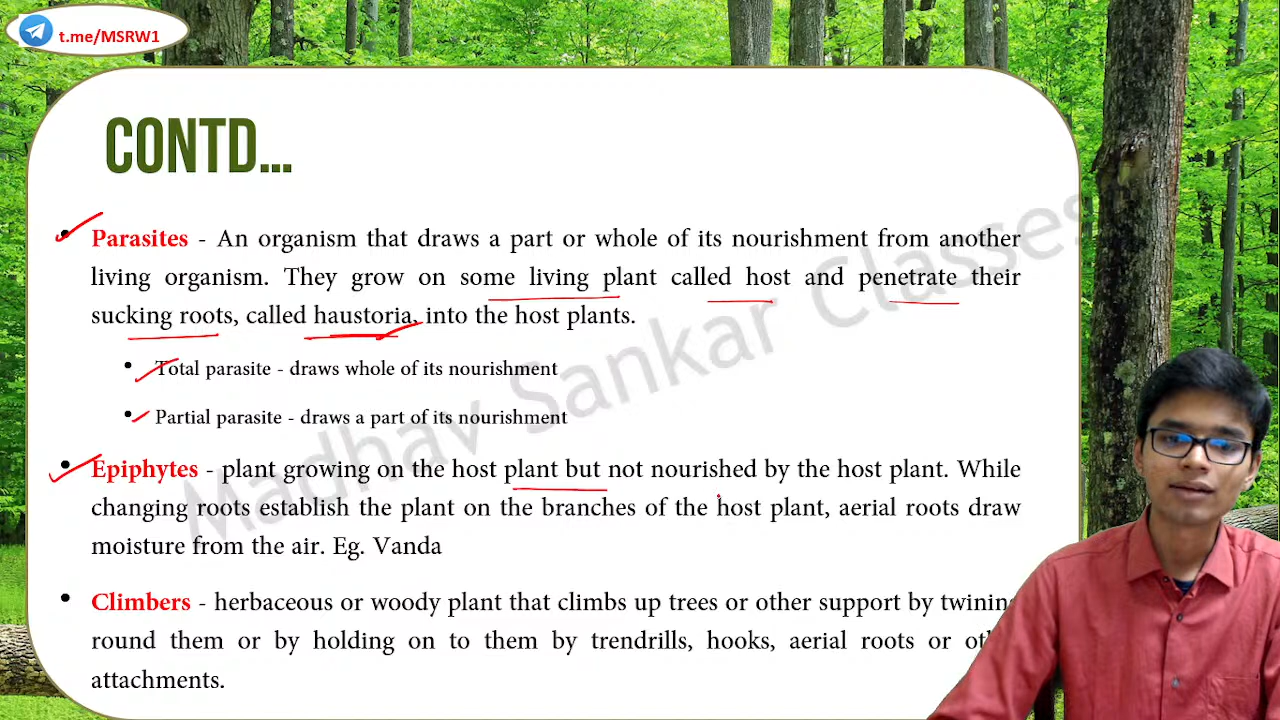 t.me/MSRW1
CONTD...
• Parasites - An organism that draws a part or whole of its nourishment from another
living organism. They grow on some living plant called host and penetrate their
sucking roots, called haustoria, into the host plants.
• Total parasite - draws whole of its nourishment
• Partial parasite - draws a part of its nourishment
• Epiphytes - plant growing on the host plant but not nourished by the host plant. While
changing roots establish the plant on the branches of the host plant, aerial roots draw
moisture from the air. Eg. Vanda
• Climbers - herbaceous or woody plant that climbs up trees or other support by twining
round them or by holding on to them by trendrills, hooks, aerial roots or
attachments.
Madhav Sankar Classes